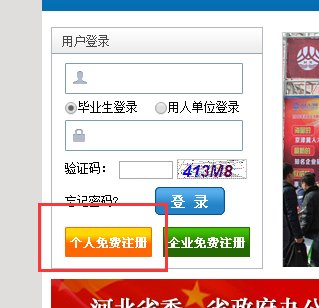 用户登录
毕业生登录 用人单位登录
验证码： 413M8
忘记密码? 登 录
个人免费注册 企业免费注册
河北省委 省政府办公